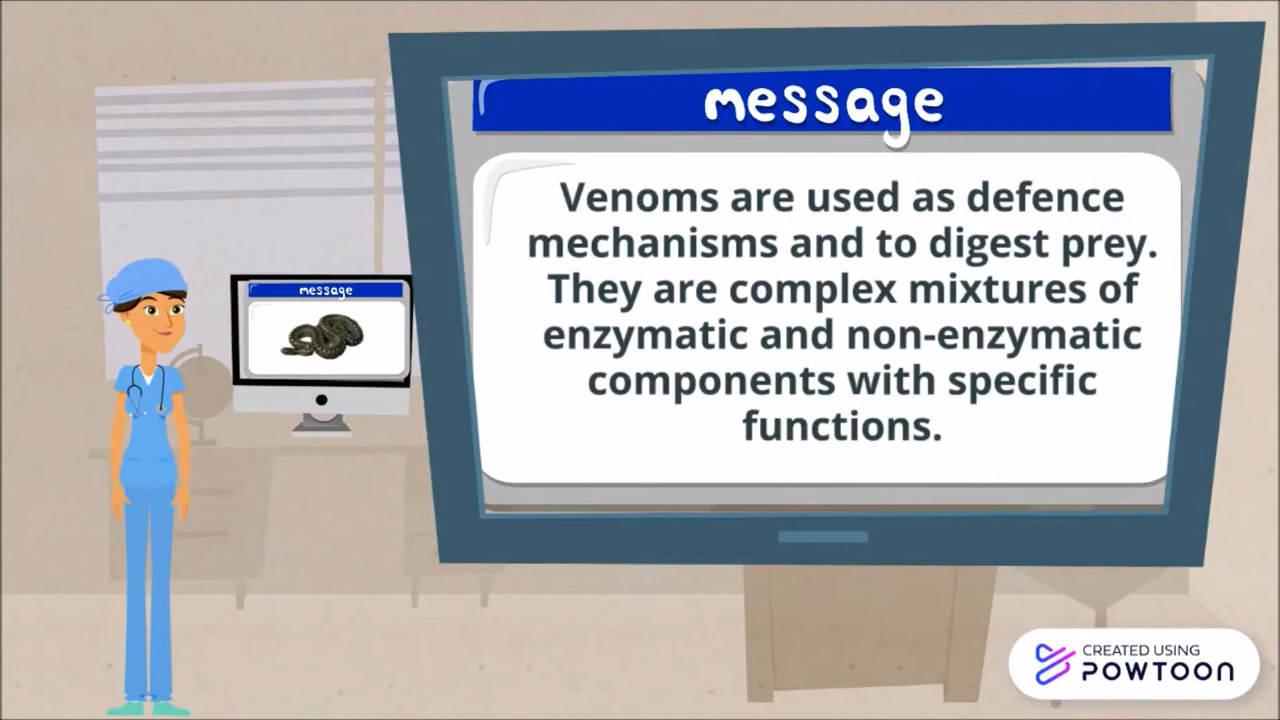 message
Venoms are used as defence
mechanisms and to digest prey.
They are complex mixtures of
enzymatic and non-enzymatic
components with specific
functions.
message
CREATED USING
POWTOON